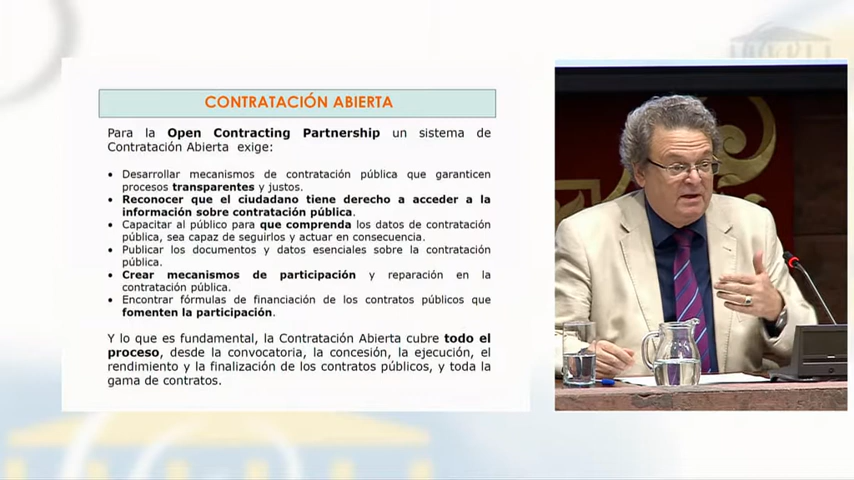 CONTRATACIÓN ABIERTA
Para la Open Contracting Partnership un sistema de
Contratación Abierta exige:
• Desarrollar mecanismos de contratación pública que garanticen
procesos transparentes y justos.
• Reconocer que el ciudadano tiene derecho a acceder a la
información sobre contratación pública.
• Capacitar al público para que comprenda los datos de contratación
pública, sea capaz de seguirlos y actuar en consecuencia.
• Publicar los documentos y datos esenciales sobre la contratación
pública.
• Crear mecanismos de participación y reparación en la
contratación pública.
• Encontrar fórmulas de financiación de los contratos públicos que
fomenten la participación.
Y lo que es fundamental, la Contratación Abierta cubre todo el
proceso, desde la convocatoria, la concesión, la ejecución, el
rendimiento y la finalización de los contratos públicos, y toda la
gama de contratos.